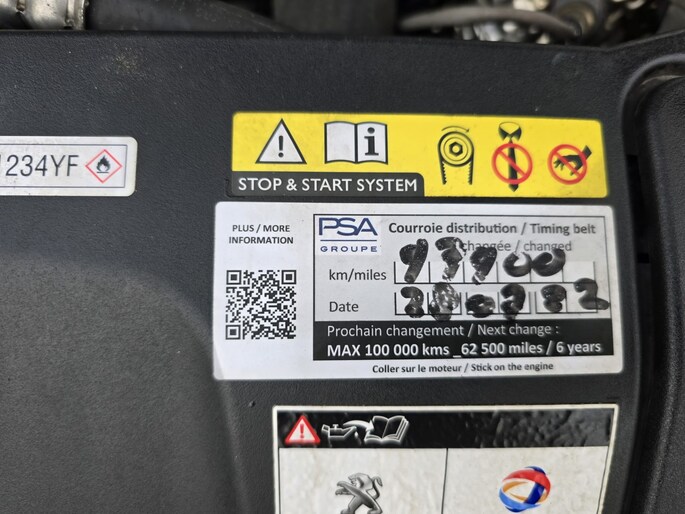 1234YF
STOP & START SYSTEM
PLUS / MORE
INFORMATION
PSA
GROUPE
Courroie distribution / Timing belt
changée / changed
km/miles
Date
Prochain changement / Next change :
MAX 100 000 kms _62 500 miles / 6 years
Coller sur le moteur / Stick on the engine